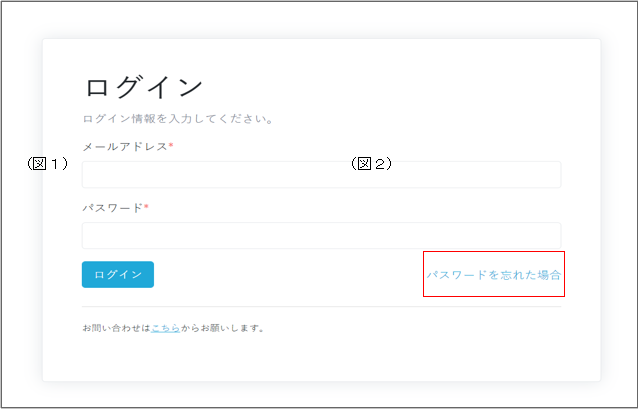 ログイン
ログイン情報を入力してください。
メールアドレス*
(図１)
(図２)
パスワード*
ログイン
パスワードを忘れた場合
お問い合わせはこちらからお願いします。